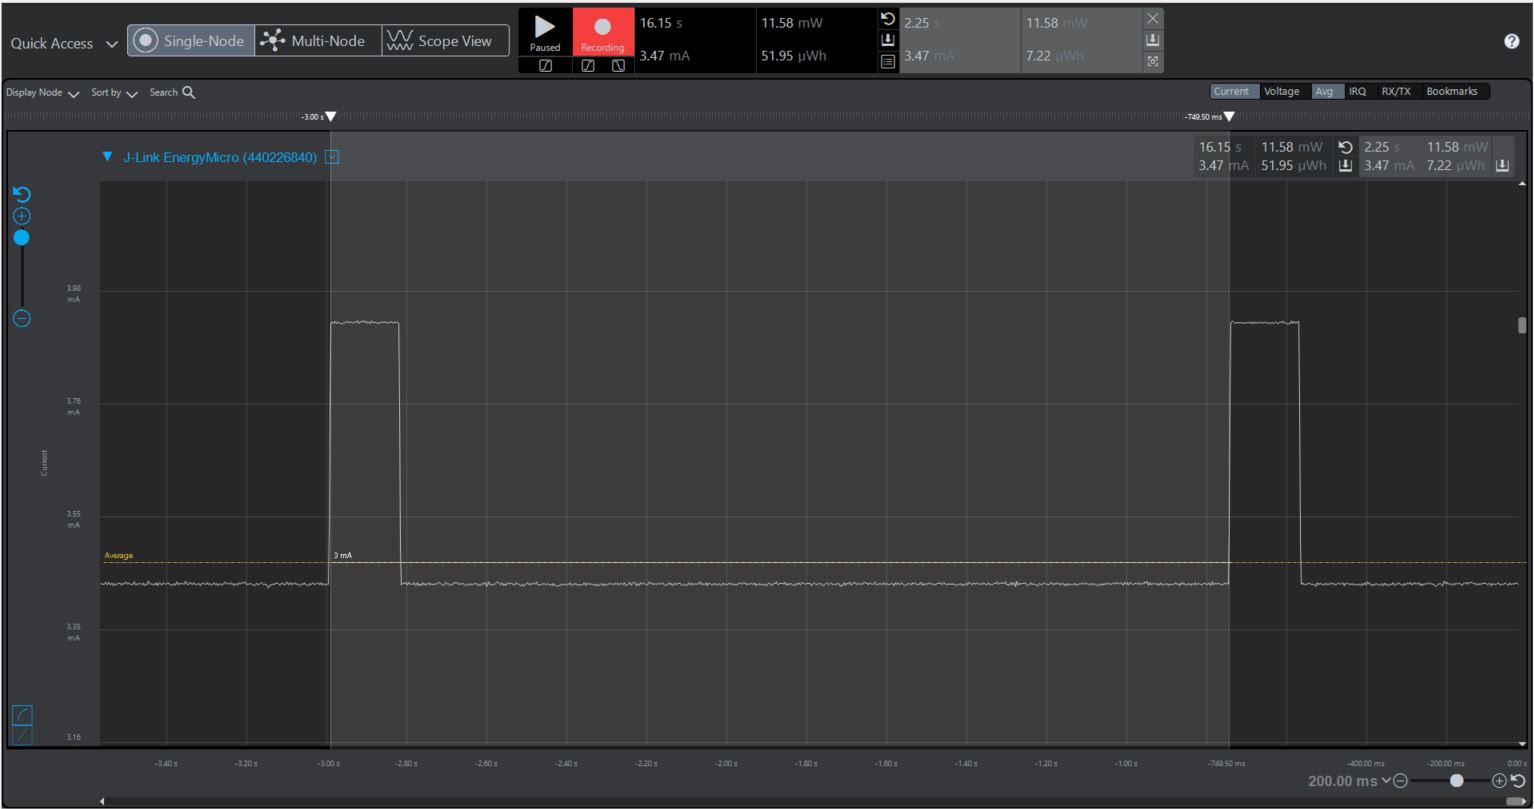 Quick Access
Single-Node
Multi-Node
Scope View
Paused
Recording
16.15 s
3.47 mA
11.58 mW
51.95 µWh
2.25 s
3.47 mA
11.58 mW
7.22 µWh
?
Display Node
Sort by
Search
Current
Voltage
Avg
IRQ
RX/TX
Bookmarks
-3.00 s
-749.50 ms
J-Link EnergyMicro (440226840)
16.15 s 11.58 mW
3.47 mA 51.95 µWh
2.25 s 11.58 mW
3.47 mA 7.22 µWh
3.98
mA
3.76
mA
Current
3.55
mA
Average
3 mA
3.35
mA
3.16
-3.40 s -3.20 s -3.00 s -2.80 s -2.60 s -2.40 s -2.20 s -2.00 s -1.80 s -1.60 s -1.40 s -1.20 s -1.00 s -749.50 ms -400.00 ms -200.00 ms 0.00 s
200.00 ms